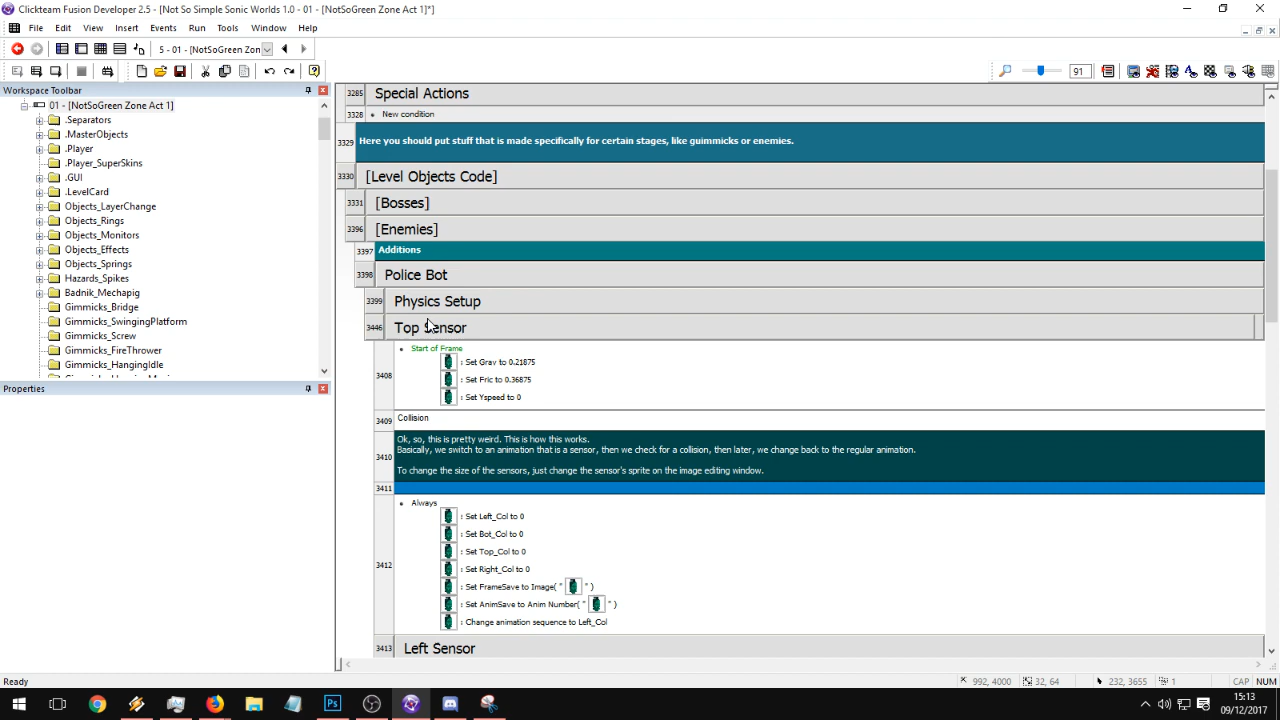 Clickteam Fusion Developer 2.5 - [Not So Simple Sonic Worlds 1.0 - 01 - [NotSoGreen Zone Act 1]*]
File Edit View Insert Events Run Tools Window Help
5 - 01 - [NotSoGreen Zon
91
Workspace Toolbar
01 - [NotSoGreen Zone Act 1]
.Separators
.MasterObjects
.Player
.Player_SuperSkins
.GUI
.LevelCard
Objects_LayerChange
Objects_Rings
Objects_Monitors
Objects_Effects
Objects_Springs
Hazards_Spikes
Badnik_Mechapig
Gimmicks_Bridge
Gimmicks_SwingingPlatform
Gimmicks_Screw
Gimmicks_FireThrower
Gimmicks_HangingIdle
Properties
3285 Special Actions
3328 • New condition
3329 Here you should put stuff that is made specifically for certain stages, like guimmicks or enemies.
3330 [Level Objects Code]
3331 [Bosses]
3396 [Enemies]
3397 Additions
3398 Police Bot
3399 Physics Setup
3446 Top Sensor
• Start of Frame
: Set Grav to 0.21875
3408 : Set Fric to 0.36875
: Set Yspeed to 0
3409 Collision
Ok, so, this is pretty weird. This is how this works.
3410 Basically, we switch to an animation that is a sensor, then we check for a collision, then later, we change back to the regular animation.
To change the size of the sensors, just change the sensor's sprite on the image editing window.
3411
• Always
: Set Left_Col to 0
: Set Bot_Col to 0
: Set Top_Col to 0
3412 : Set Right_Col to 0
: Set FrameSave to Image( " " )
: Set AnimSave to Anim Number( " " )
: Change animation sequence to Left_Col
3413 Left Sensor
Ready
992, 4000 32, 64 232, 3655 1 CAP NUM
15:13
09/12/2017